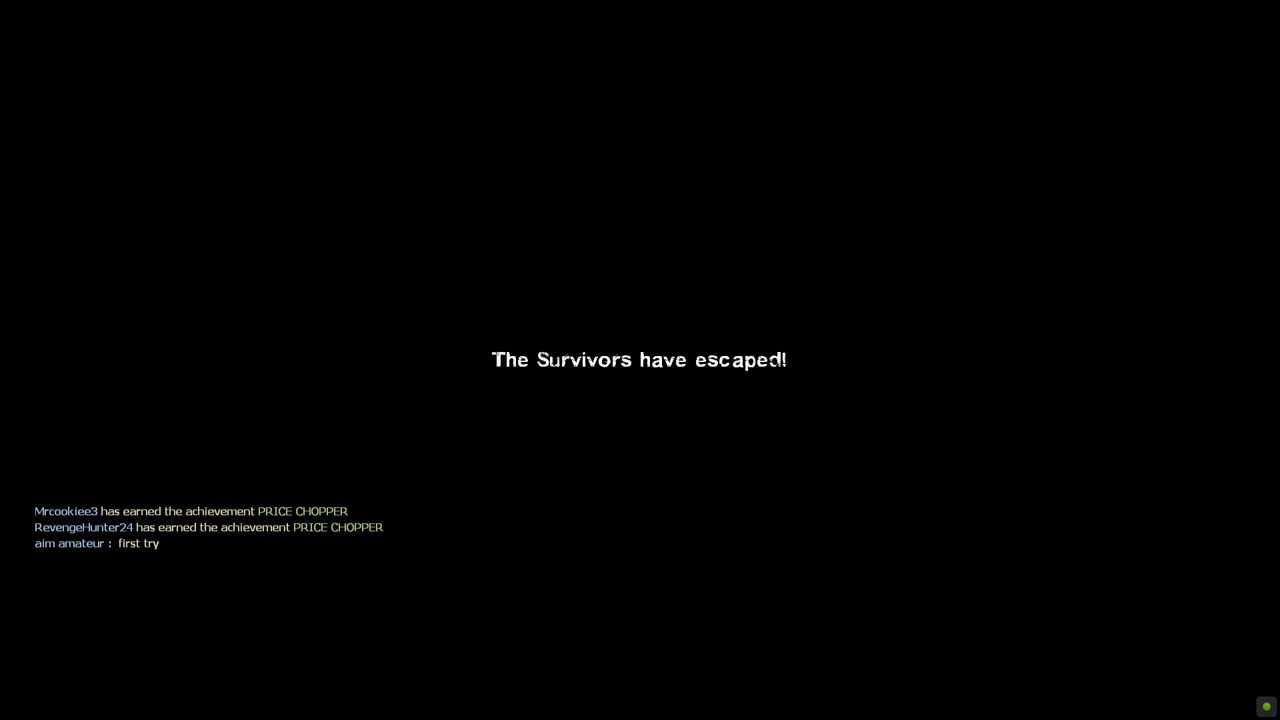 The Survivors have escaped!
Mrcookiee3 has earned the achievement PRICE CHOPPER
RevengeHunter24 has earned the achievement PRICE CHOPPER
aim amateur :  first try